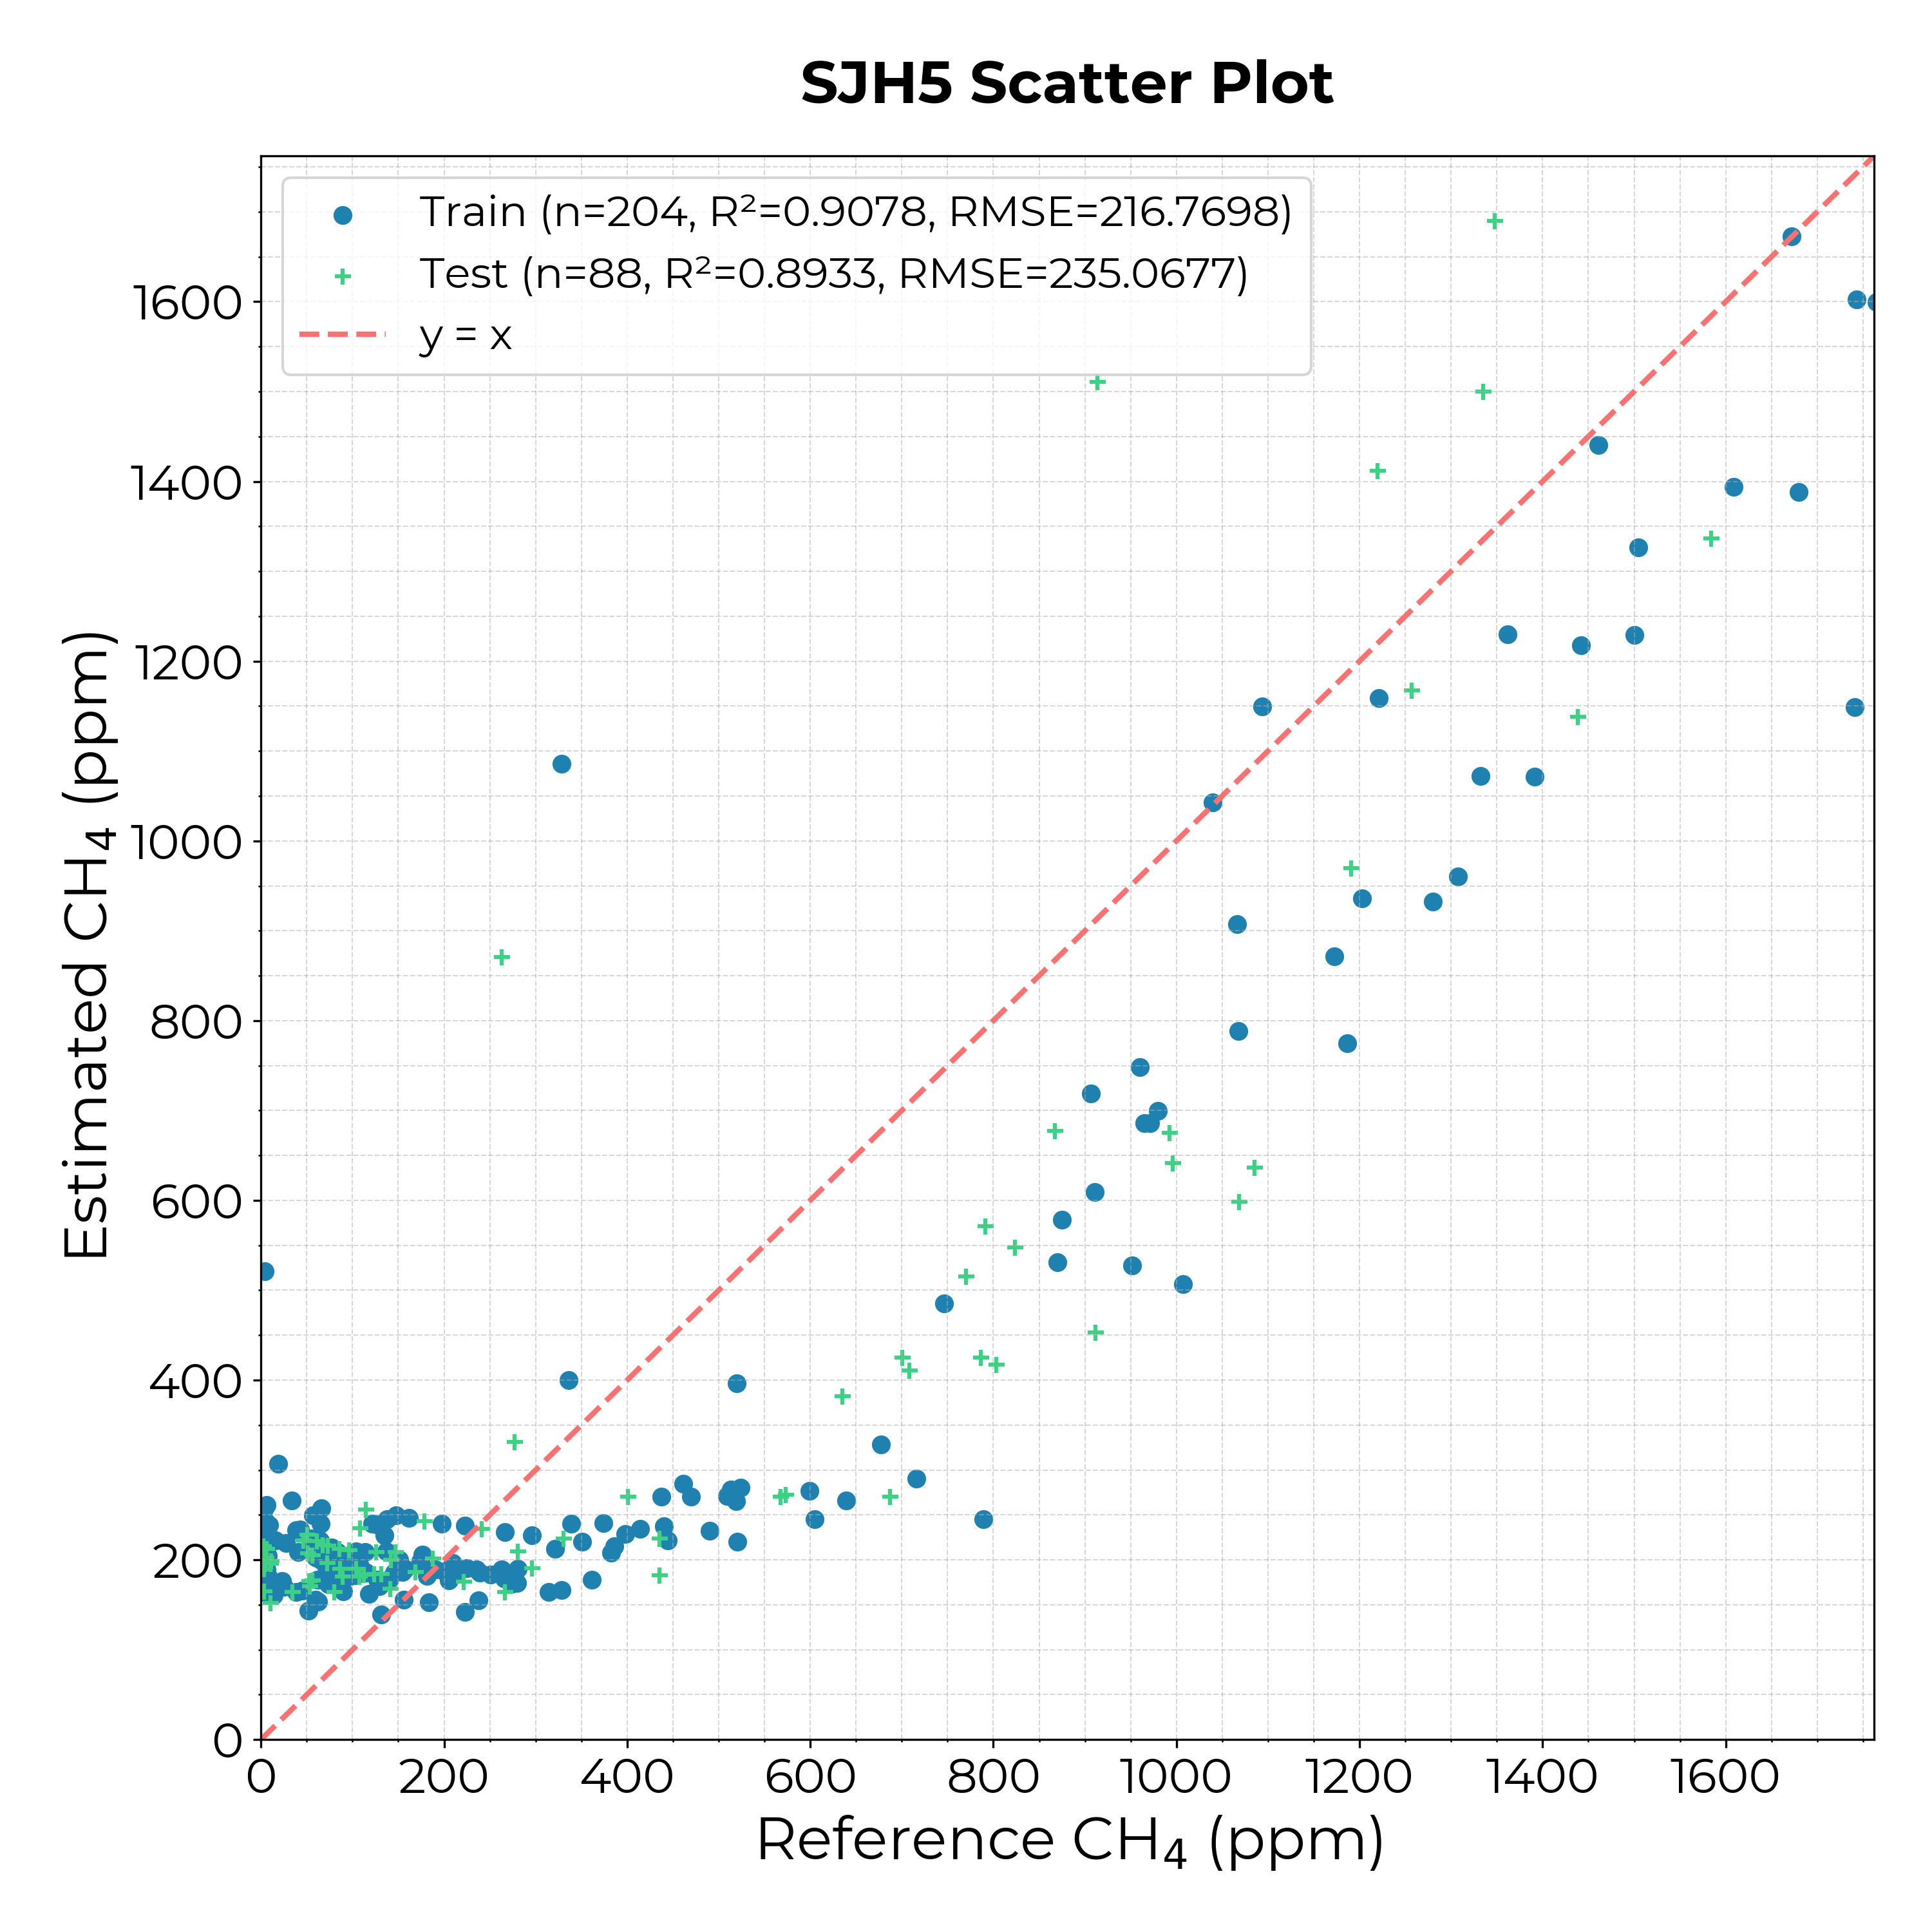 SJH5 Scatter Plot
Train (n=204, R²=0.9078, RMSE=216.7698)
Test (n=88, R²=0.8933, RMSE=235.0677)
y = x
Estimated CH₄ (ppm)
1600
1400
1200
1000
800
600
400
200
0
0 200 400 600 800 1000 1200 1400 1600
Reference CH₄ (ppm)